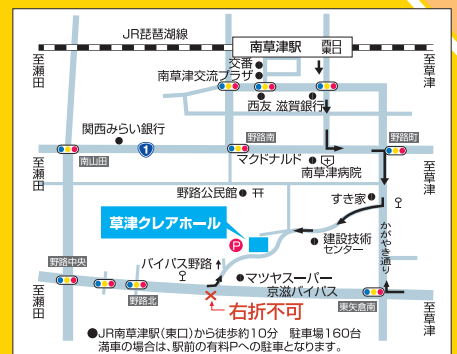 JR琵琶湖線
南草津駅 西口
東口
至瀬田
至草津
交番
南草津交流プラザ
西友 滋賀銀行
関西みらい銀行
野路南
野路町
南山田
1
マクドナルド
南草津病院
至瀬田
至草津
野路公民館
すき家
草津クレアホール
P
建設技術
センター
かがやき通り
野路中央
バイパス野路
マツヤスーパー
京滋バイパス
野路北
東矢倉南
至瀬田
至草津
右折不可
●JR南草津駅(東口)から徒歩約10分 駐車場160台
満車の場合は、駅前の有料Pへの駐車となります。